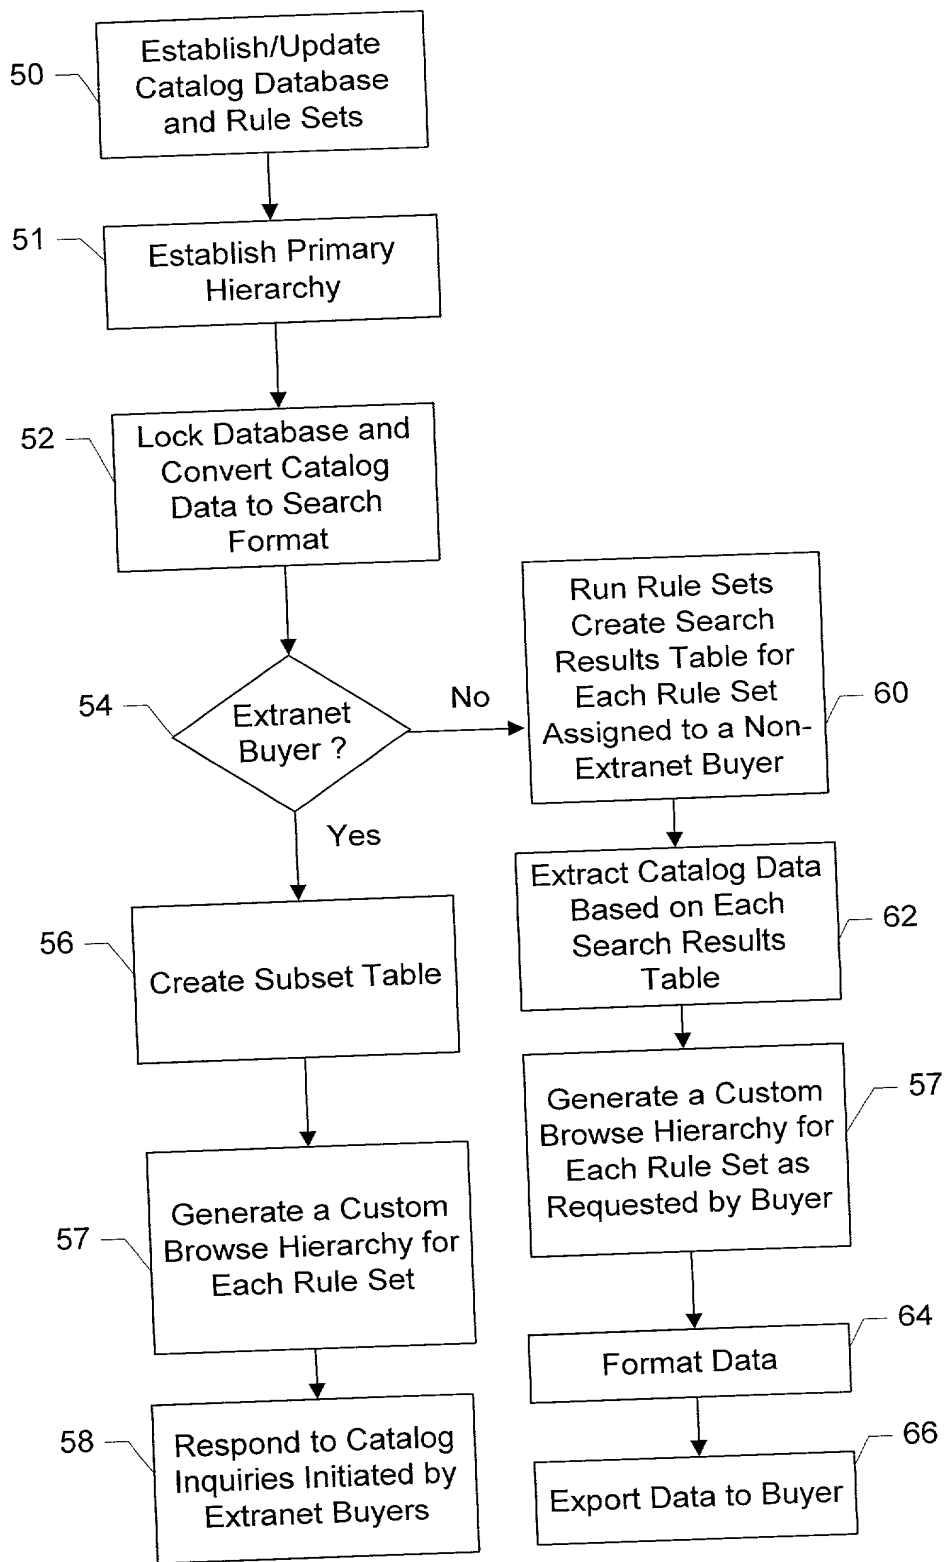 50
Establish/Update
Catalog Database
and Rule Sets
51
Establish Primary
Hierarchy
52
Lock Database and
Convert Catalog
Data to Search
Format
54
Extranet
Buyer ?
No
Yes
Run Rule Sets
Create Search
Results Table for
Each Rule Set
Assigned to a Non-
Extranet Buyer
60
Extract Catalog Data
Based on Each
Search Results
Table
62
56
Create Subset Table
Generate a Custom
Browse Hierarchy for
Each Rule Set as
Requested by Buyer
57
57
Generate a Custom
Browse Hierarchy for
Each Rule Set
64
Format Data
58
Respond to Catalog
Inquiries Initiated by
Extranet Buyers
66
Export Data to Buyer